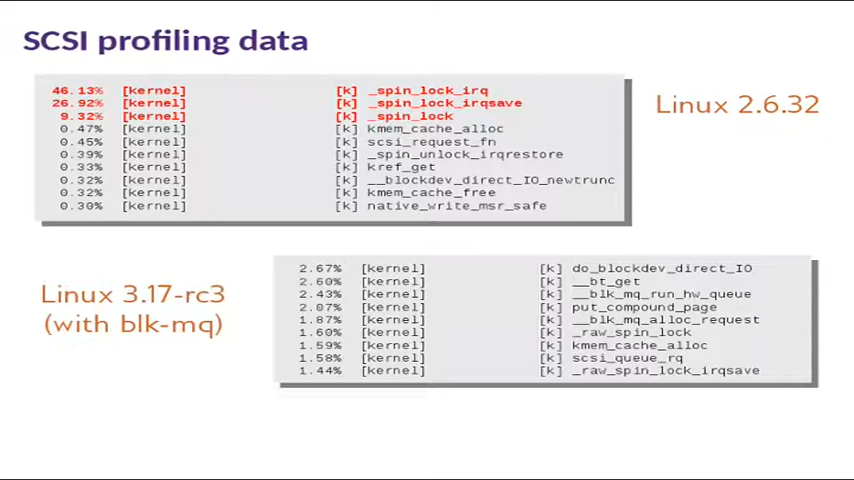 SCSI profiling data
46.13% [kernel] [k] _spin_lock_irq
26.92% [kernel] [k] _spin_lock_irqsave
9.32% [kernel] [k] _spin_lock
0.47% [kernel] [k] kmem_cache_alloc
0.45% [kernel] [k] scsi_request_fn
0.39% [kernel] [k] _spin_unlock_irqrestore
0.33% [kernel] [k] kref_get
0.32% [kernel] [k] __blockdev_direct_IO_newtrunc
0.32% [kernel] [k] kmem_cache_free
0.30% [kernel] [k] native_write_msr_safe
Linux 2.6.32
Linux 3.17-rc3
(with blk-mq)
2.67% [kernel] [k] do_blockdev_direct_IO
2.60% [kernel] [k] __bt_get
2.43% [kernel] [k] __blk_mq_run_hw_queue
2.07% [kernel] [k] put_compound_page
1.87% [kernel] [k] __blk_mq_alloc_request
1.60% [kernel] [k] _raw_spin_lock
1.59% [kernel] [k] kmem_cache_alloc
1.58% [kernel] [k] scsi_queue_rq
1.44% [kernel] [k] _raw_spin_lock_irqsave